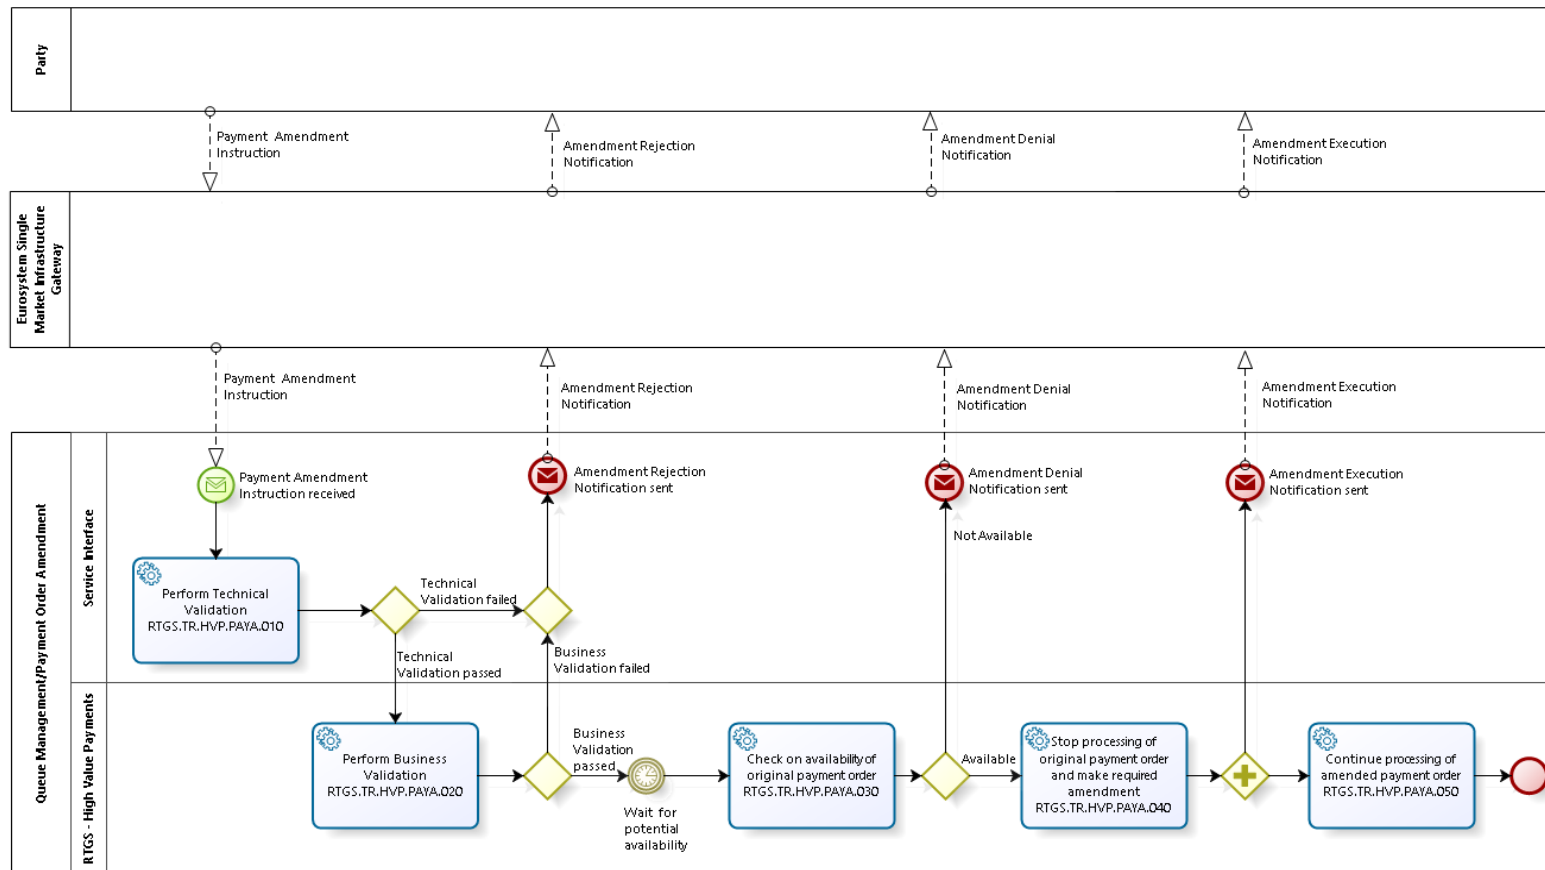 Party
Payment Amendment
Instruction
Amendment Rejection
Notification
Amendment Denial
Notification
Amendment Execution
Notification
Eurosystem Single
Market Infrastructure
Gateway
Payment Amendment
Instruction
Amendment Rejection
Notification
Amendment Denial
Notification
Amendment Execution
Notification
Queue Management/Payment Order Amendment
Service Interface
Payment Amendment
Instruction received
Amendment Rejection
Notification sent
Amendment Denial
Notification sent
Amendment Execution
Notification sent
Not Available
Perform Technical
Validation
RTGS.TR.HVP.PAYA.010
Technical
Validation failed
Technical
Validation passed
Business
Validation failed
RTGS - High Value Payments
Perform Business
Validation
RTGS.TR.HVP.PAYA.020
Business
Validation
passed
Wait for
potential
availability
Check on availability of
original payment order
RTGS.TR.HVP.PAYA.030
Available
Stop processing of
original payment order
and make required
amendment
RTGS.TR.HVP.PAYA.040
Continue processing of
amended payment order
RTGS.TR.HVP.PAYA.050